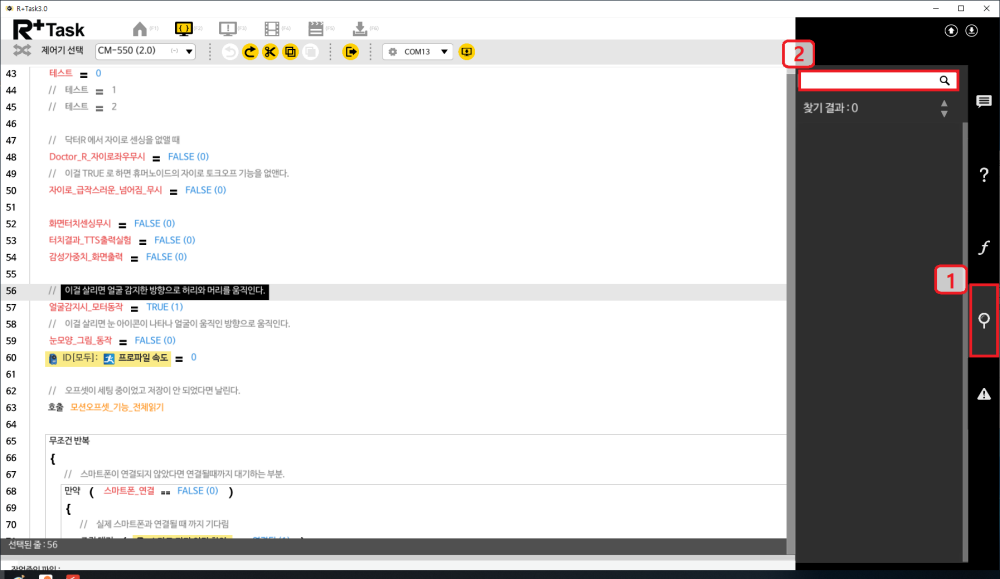 R+Task3.0
R+Task
(F1)
(F2)
(F3)
(F4)
(F5)
(F6)
제어기 선택 CM-550 (2.0) (--) COM13
2
찾기 결과 : 0
1
43 테스트 = 0
44 // 테스트 = 1
45 // 테스트 = 2
46
47 // 닥터R 에서 자이로 센싱을 없앨 때
48 Doctor_R_자이로좌우무시 = FALSE (0)
49 // 이걸 TRUE 로 하면 휴머노이드의 자이로 토크오프 기능을 없앤다.
50 자이로_급작스러운_넘어짐_무시 = FALSE (0)
51
52 화면터치센싱무시 = FALSE (0)
53 터치결과_TTS출력실험 = FALSE (0)
54 감성가중치_화면출력 = FALSE (0)
55
56 // 이걸 살리면 얼굴 감지한 방향으로 허리와 머리를 움직인다.
57 얼굴감지시_모터동작 = TRUE (1)
58 // 이걸 살리면 눈 아이콘이 나타나 얼굴이 움직인 방향으로 움직인다.
59 눈모양_그림_동작 = FALSE (0)
60 ID[모두] : 프로파일 속도 = 0
61
62 // 오프셋이 세팅 중이었고 저장이 안 되었다면 날린다.
63 호출 모션오프셋_기능_전체읽기
64
65 무조건 반복
66 {
67 // 스마트폰이 연결되지 않았다면 연결될때까지 대기하는 부분.
68 만약 ( 스마트폰_연결 == FALSE (0) )
69 {
70 // 실제 스마트폰과 연결될 때 까지 기다림
선택된 줄 : 56